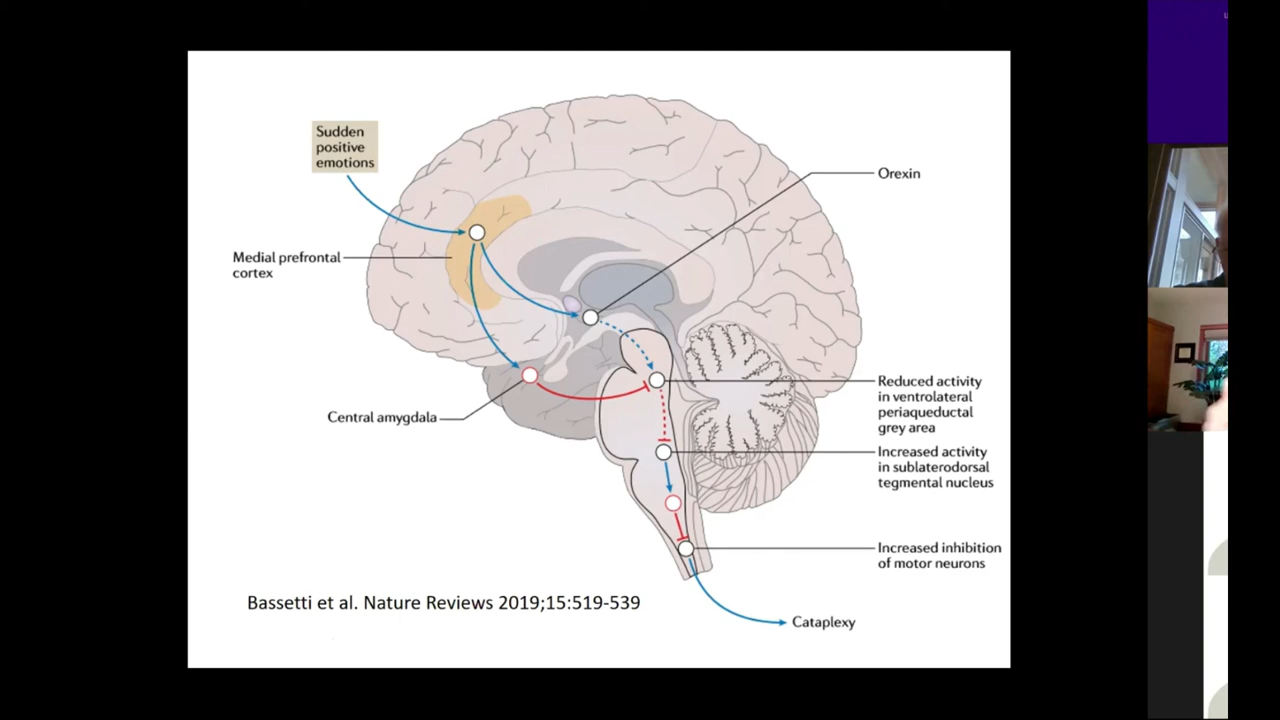 Sudden
positive
emotions
Orexin
Medial prefrontal
cortex
Reduced activity
in ventrolateral
periaqueductal
grey area
Central amygdala
Increased activity
in sublaterodorsal
tegmental nucleus
Increased inhibition
of motor neurons
Bassetti et al. Nature Reviews 2019;15:519-539
Cataplexy